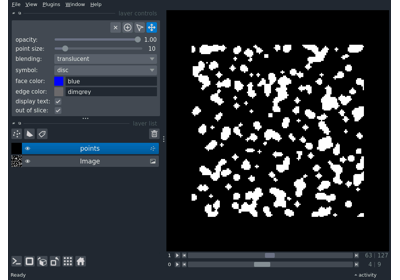 File View Plugins Window Help
layer controls
opacity: 1.00
point size: 10
blending: translucent
symbol: disc
face color: blue
edge color: dimgrey
display text:
out of slice:
layer list
points
Image
1 63 / 127
0 4 / 9
Ready activity